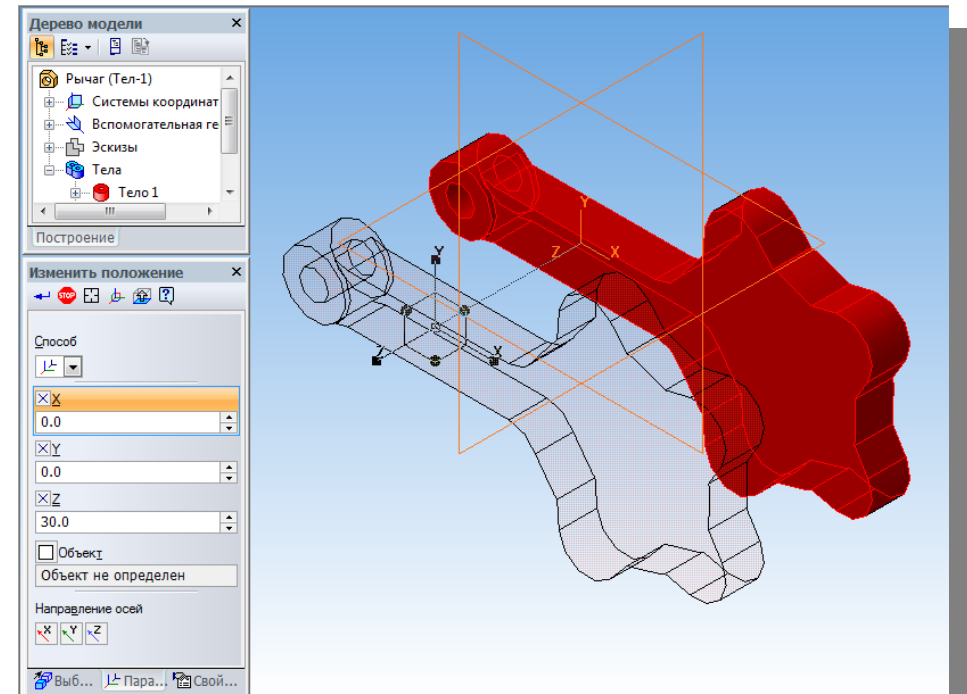 Дерево модели
Рычаг (Тел-1)
Системы координат
Вспомогательная ге
Эскизы
Тела
Тело 1
Построение
Изменить положение
STOP
Способ
X
0.0
Y
0.0
Z
30.0
Объект
Объект не определен
Направление осей
X Y Z
Выб... Пара... Свой...
Y
Z X
Y
Z X